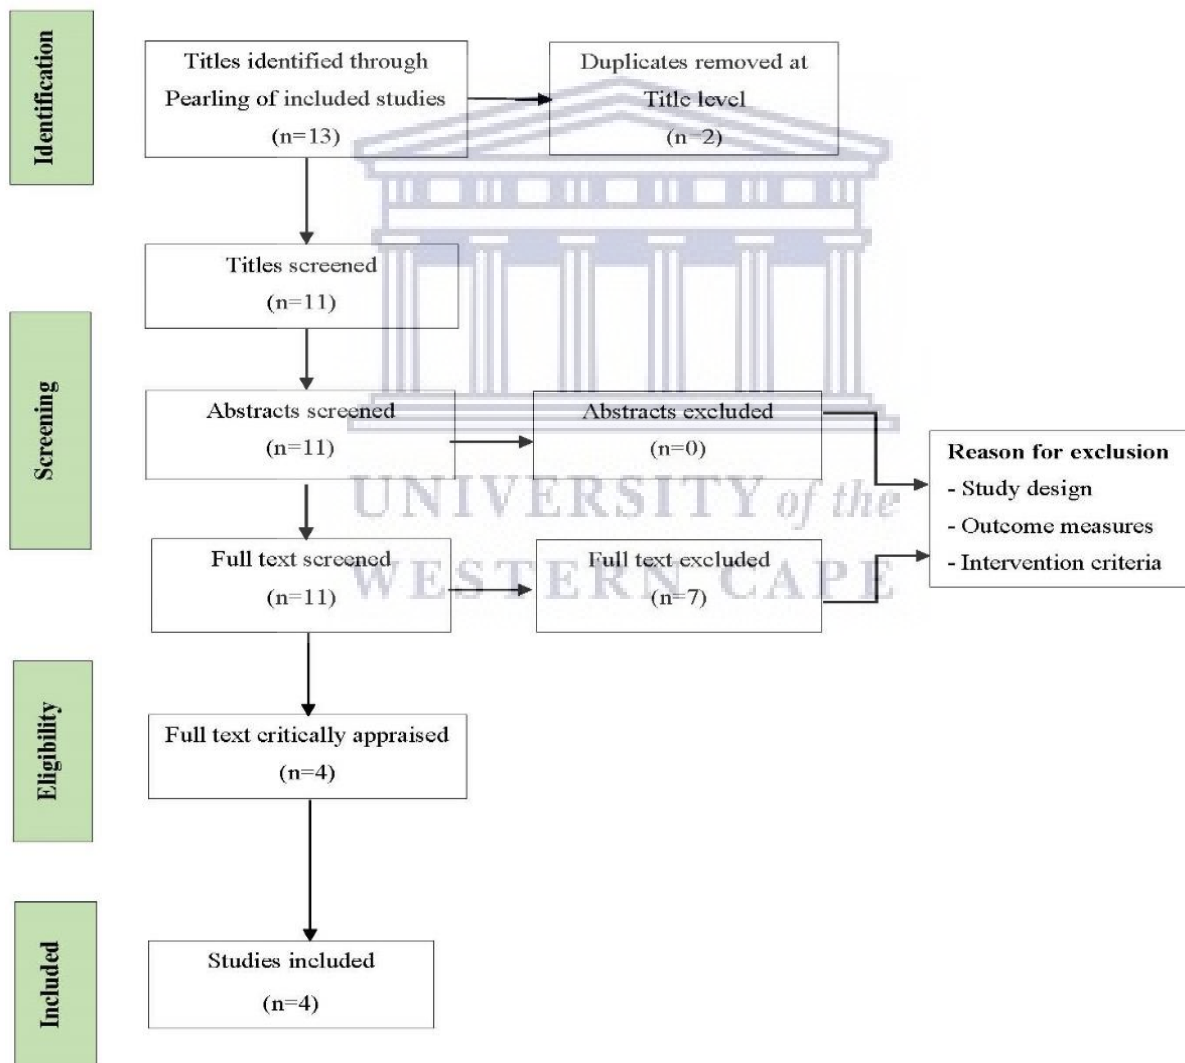 Identification
Titles identified through
Pearling of included studies
(n=13)
Duplicates removed at
Title level
(n=2)
Titles screened
(n=11)
Screening
Abstracts screened
(n=11)
Abstracts excluded
(n=0)
Reason for exclusion
- Study design
- Outcome measures
- Intervention criteria
UNIVERSITY of the
WESTERN CAPE
Full text screened
(n=11)
Full text excluded
(n=7)
Eligibility
Full text critically appraised
(n=4)
Included
Studies included
(n=4)